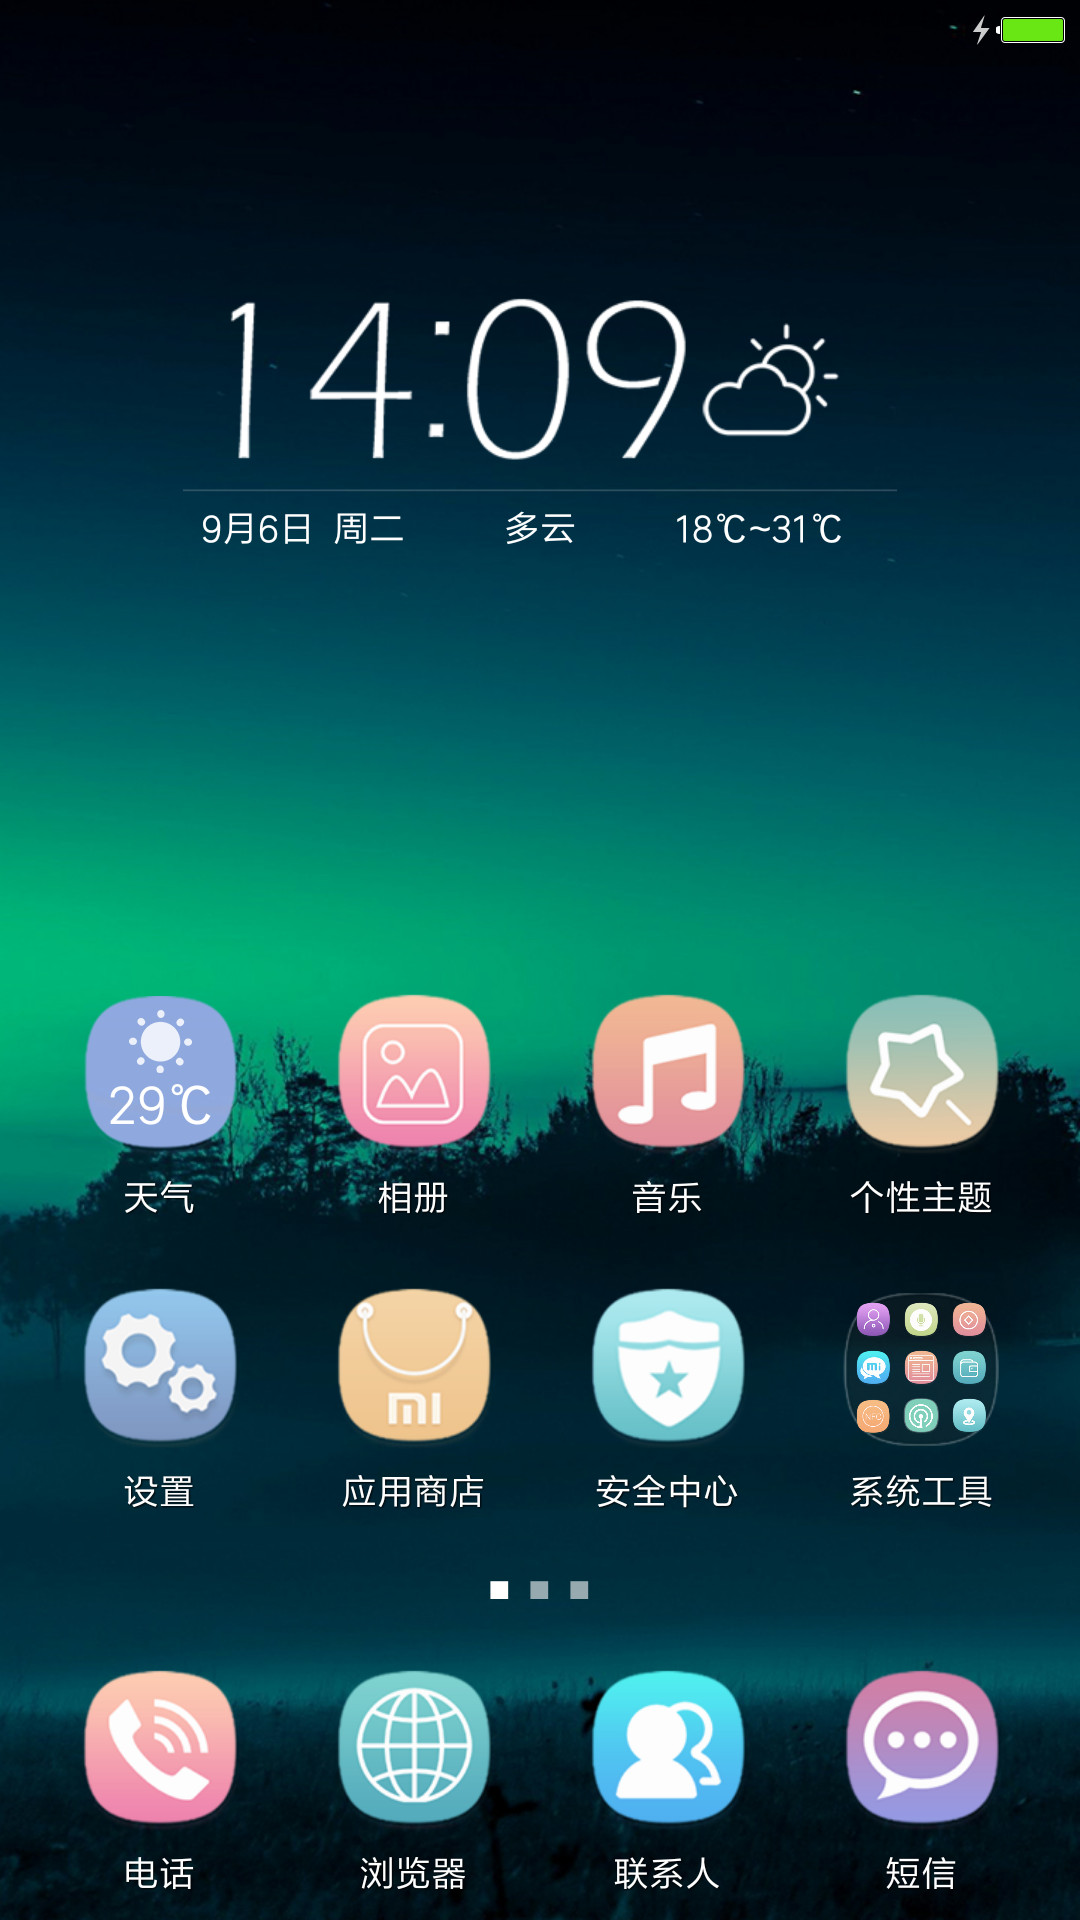 14:09
9月6日 周二 多云 18℃~31℃
29℃
天气 相册 音乐 个性主题
mi
设置 应用商店 安全中心 系统工具
电话 浏览器 联系人 短信